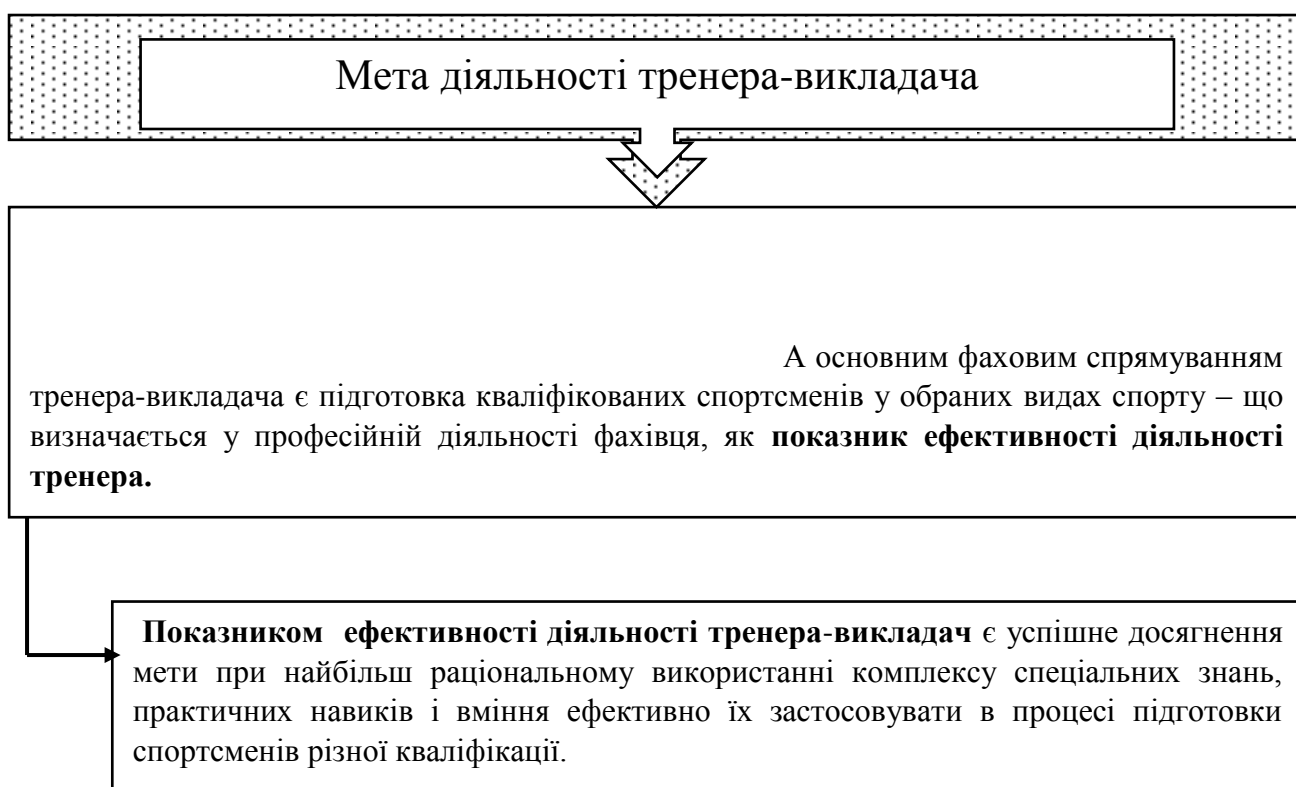 Мета діяльності тренера-викладача
А основним фаховим спрямуванням
тренера-викладача є підготовка кваліфікованих спортсменів у обраних видах спорту – що
визначається у професійній діяльності фахівця, як показник ефективності діяльності
тренера.
Показником ефективності діяльності тренера-викладач є успішне досягнення
мети при найбільш раціональному використанні комплексу спеціальних знань,
практичних навиків і вміння ефективно їх застосовувати в процесі підготовки
спортсменів різної кваліфікації.